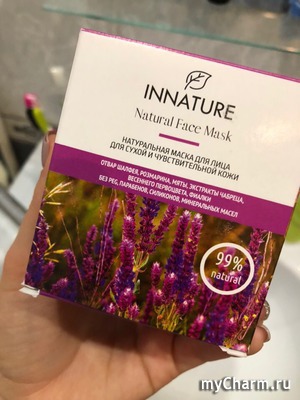 INNATURE
Natural Face Mask
НАТУРАЛЬНАЯ МАСКА ДЛЯ ЛИЦА
ДЛЯ СУХОЙ И ЧУВСТВИТЕЛЬНОЙ КОЖИ
ОТВАР ШАЛФЕЯ, РОЗМАРИНА, МЯТЫ, ЭКСТРАКТЫ ЧАБРЕЦА,
ВЕСЕННЕГО ПЕРВОЦВЕТА, ФИАЛКИ
БЕЗ PEG, ПАРАБЕНОВ, СИЛИКОНОВ, МИНЕРАЛЬНЫХ МАСЕЛ
99%
natural
myCharm.ru